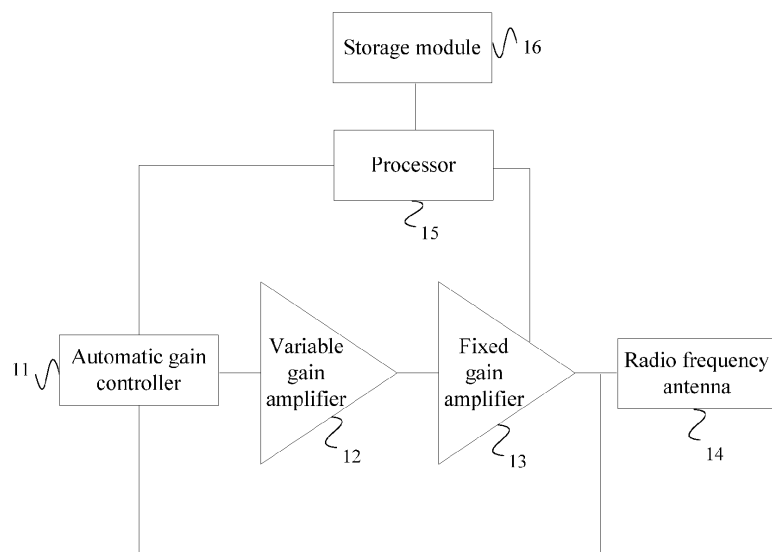 Storage module
16
Processor
15
11
Automatic gain
controller
Variable
gain
amplifier
12
Fixed
gain
amplifier
13
Radio frequency
antenna
14